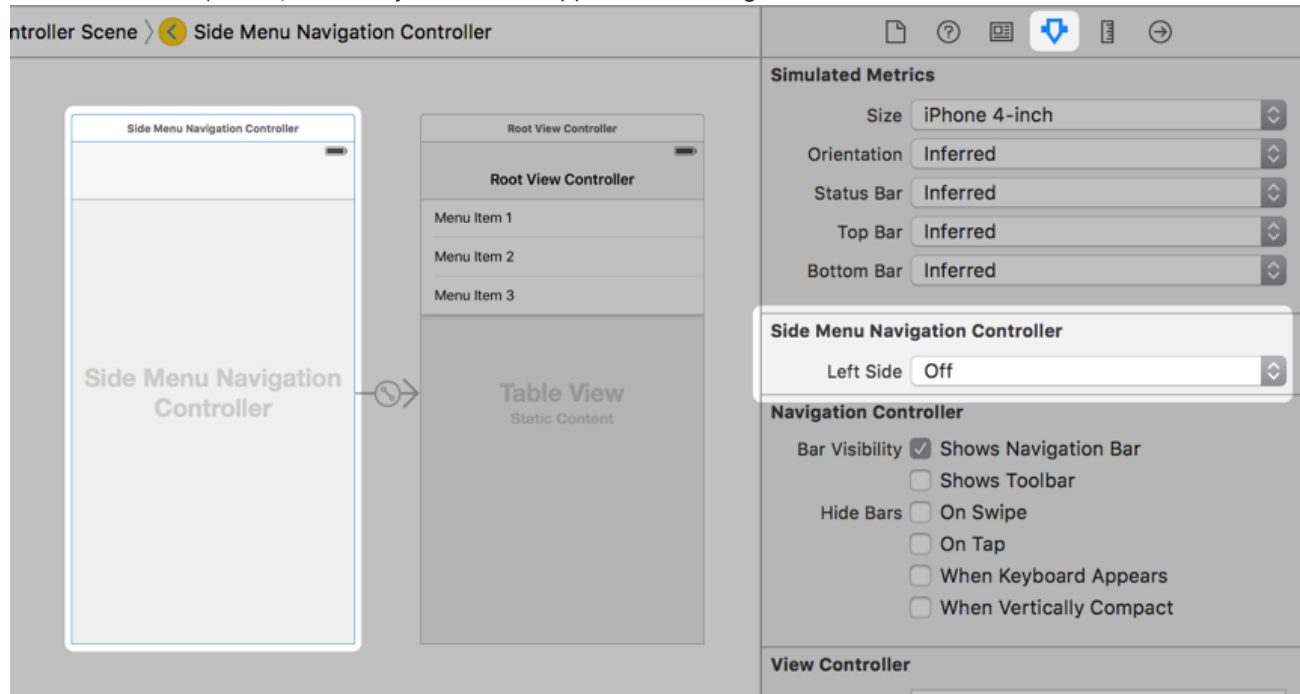 ntroller Scene 〉 Side Menu Navigation Controller
Side Menu Navigation Controller
Root View Controller
Root View Controller
Menu Item 1
Menu Item 2
Menu Item 3
Side Menu Navigation
Controller
Table View
Static Content
Simulated Metrics
Size iPhone 4-inch
Orientation Inferred
Status Bar Inferred
Top Bar Inferred
Bottom Bar Inferred
Side Menu Navigation Controller
Left Side Off
Navigation Controller
Bar Visibility Shows Navigation Bar
Shows Toolbar
Hide Bars On Swipe
On Tap
When Keyboard Appears
When Vertically Compact
View Controller